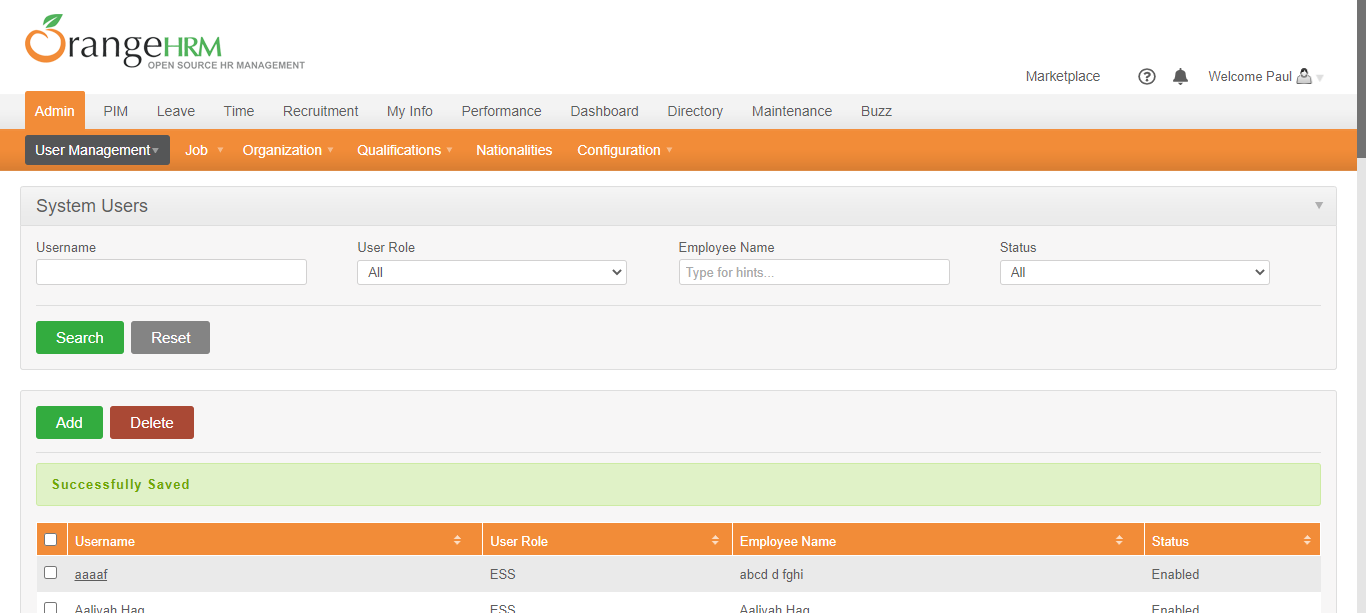 OrangeHRM
OPEN SOURCE HR MANAGEMENT
Marketplace ? Welcome Paul
Admin PIM Leave Time Recruitment My Info Performance Dashboard Directory Maintenance Buzz
User Management Job Organization Qualifications Nationalities Configuration
System Users
Username User Role Employee Name Status
All Type for hints... All
Search Reset
Add Delete
Successfully Saved
Username User Role Employee Name Status
aaaaf ESS abcd d fghi Enabled
Aaliyah Haq ESS Aaliyah Haq Enabled